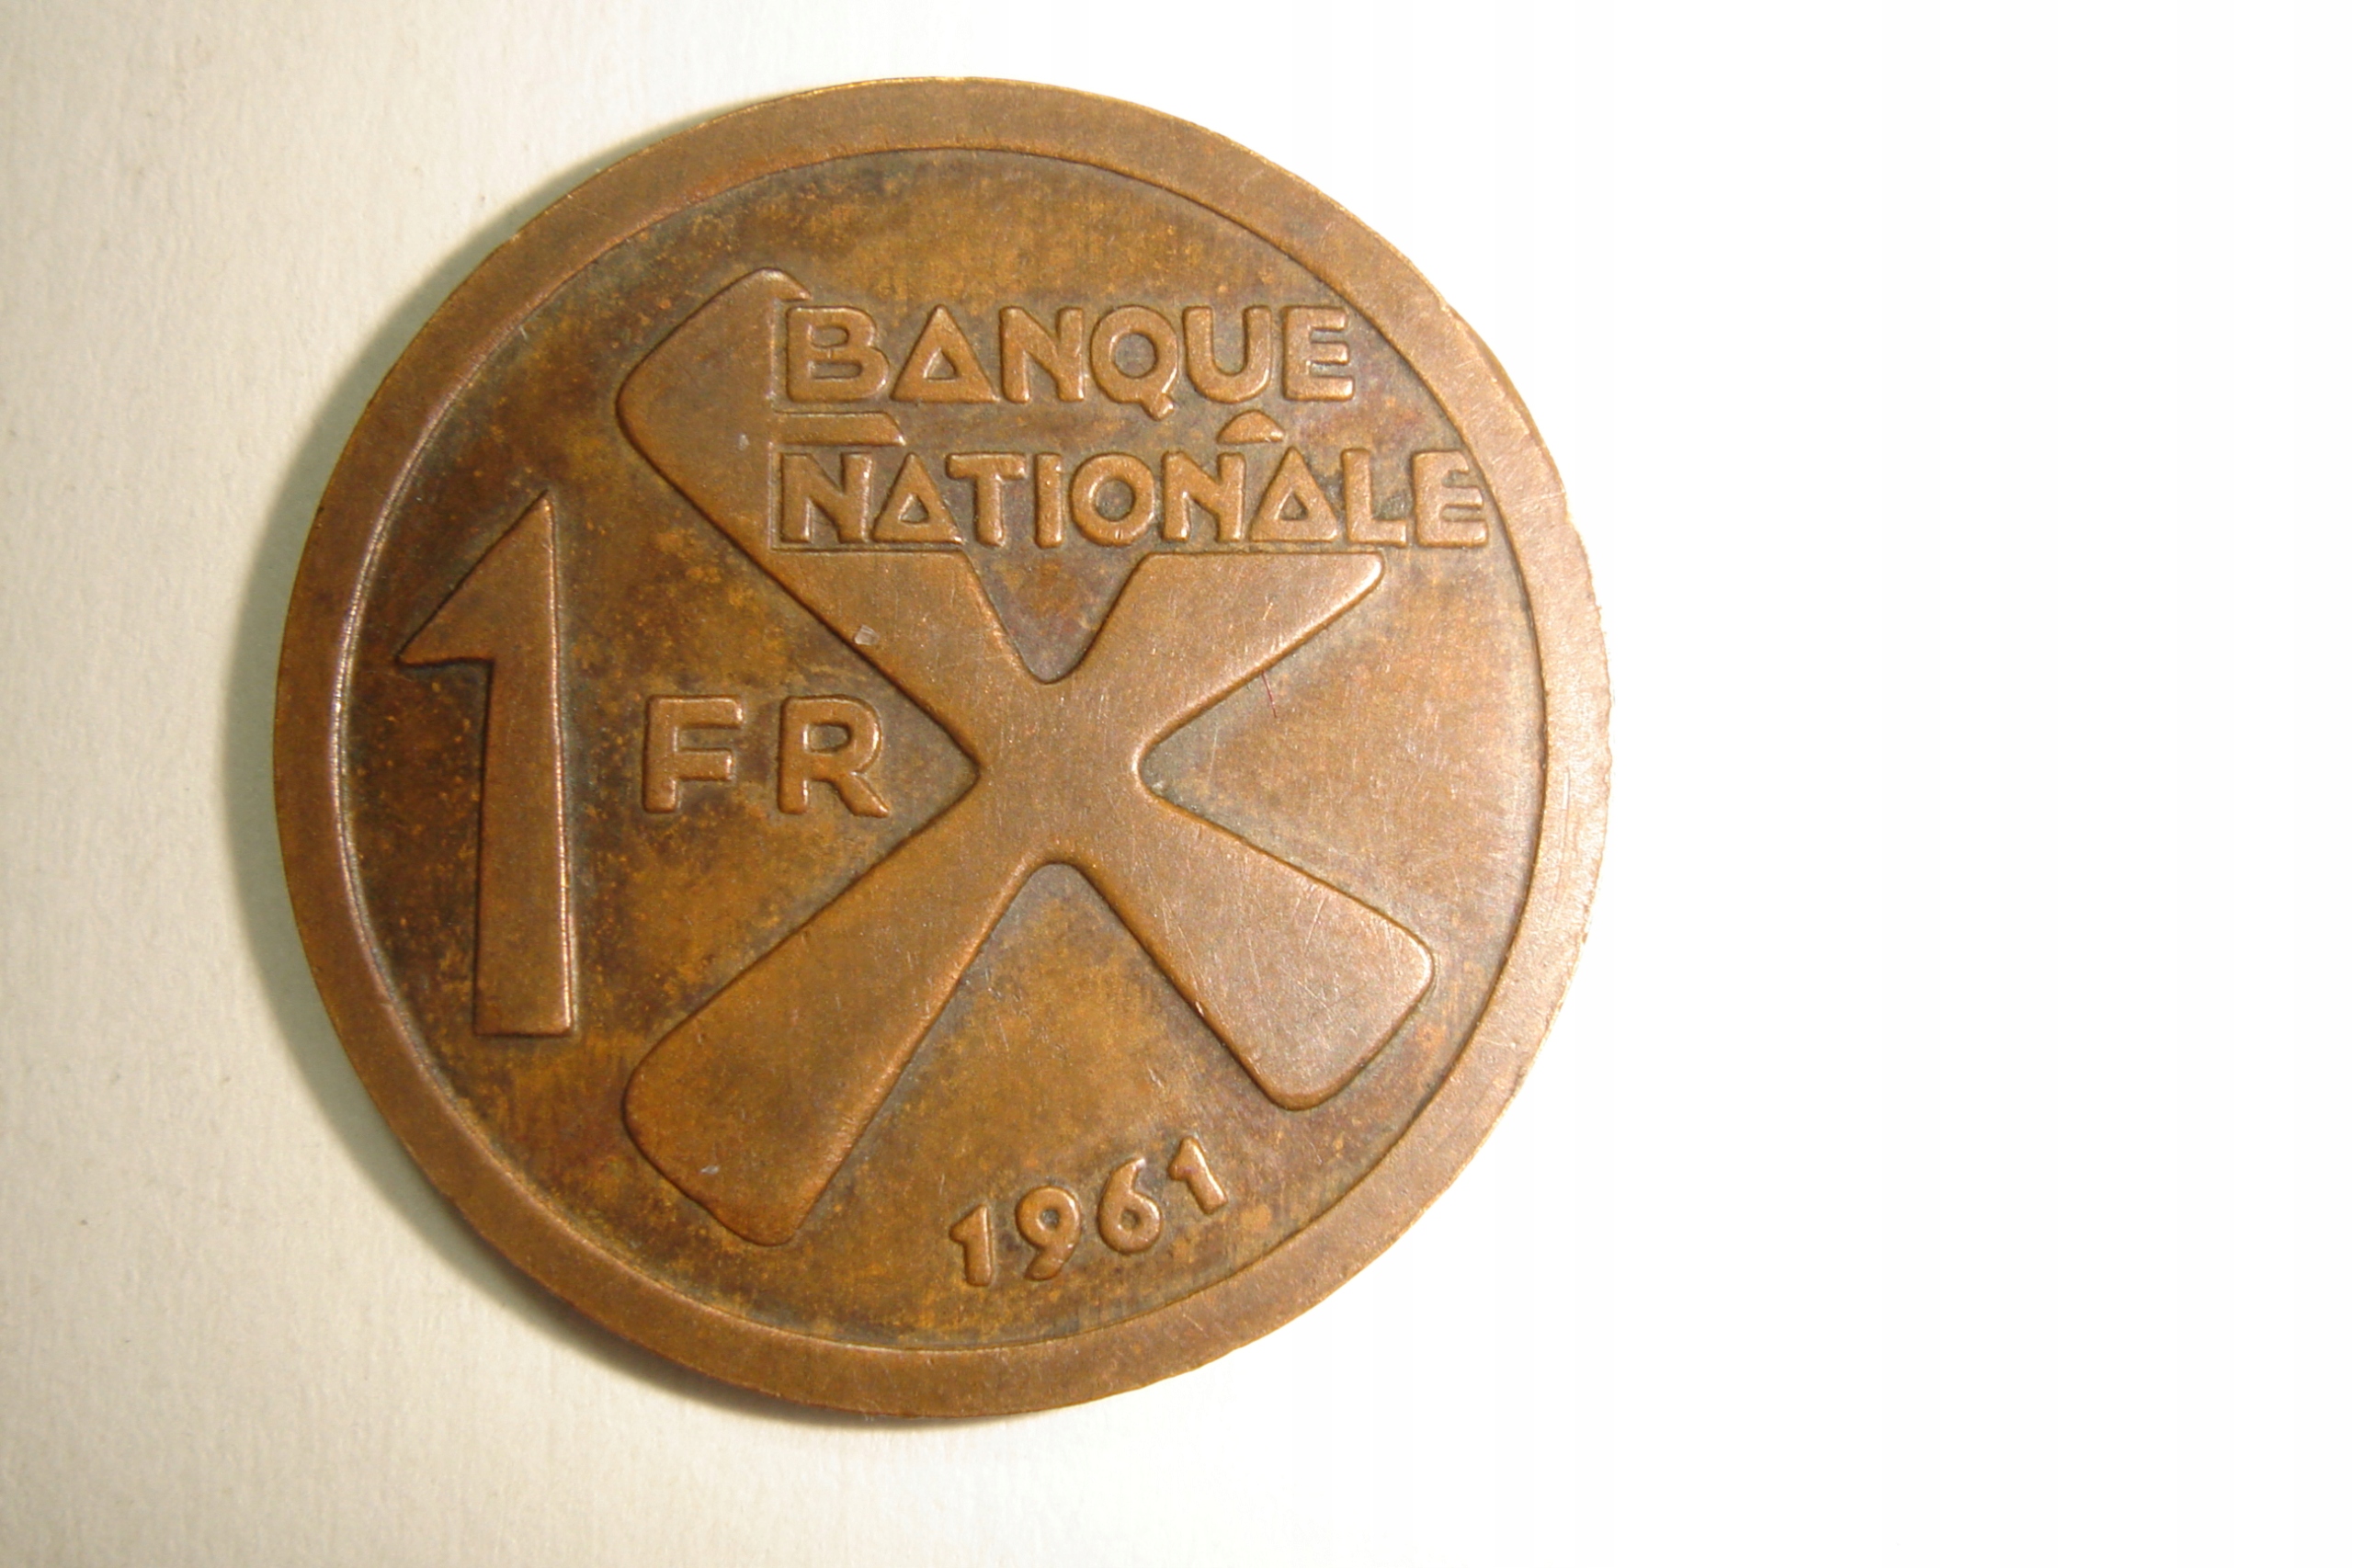 BANQUE
NATIONALE
1 FR
1961